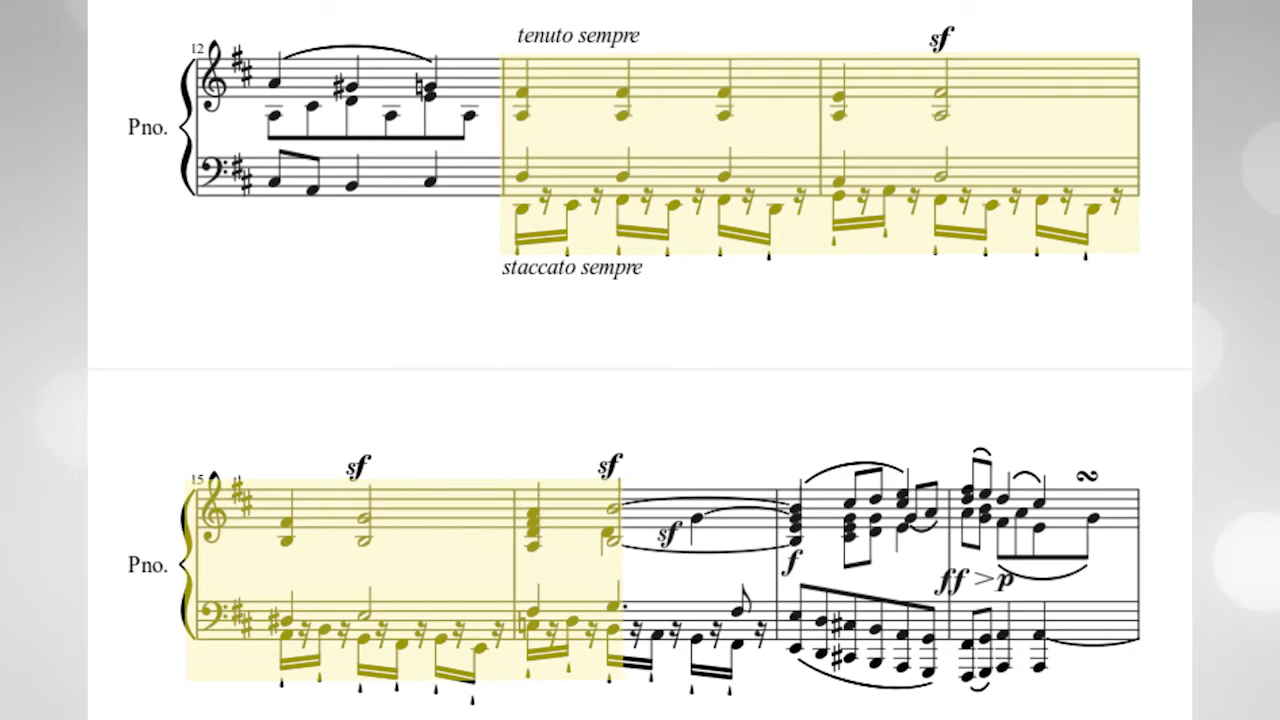 tenuto sempre
sf
12
Pno.
staccato sempre
sf
sf
15
sf
Pno.
f
ff > p